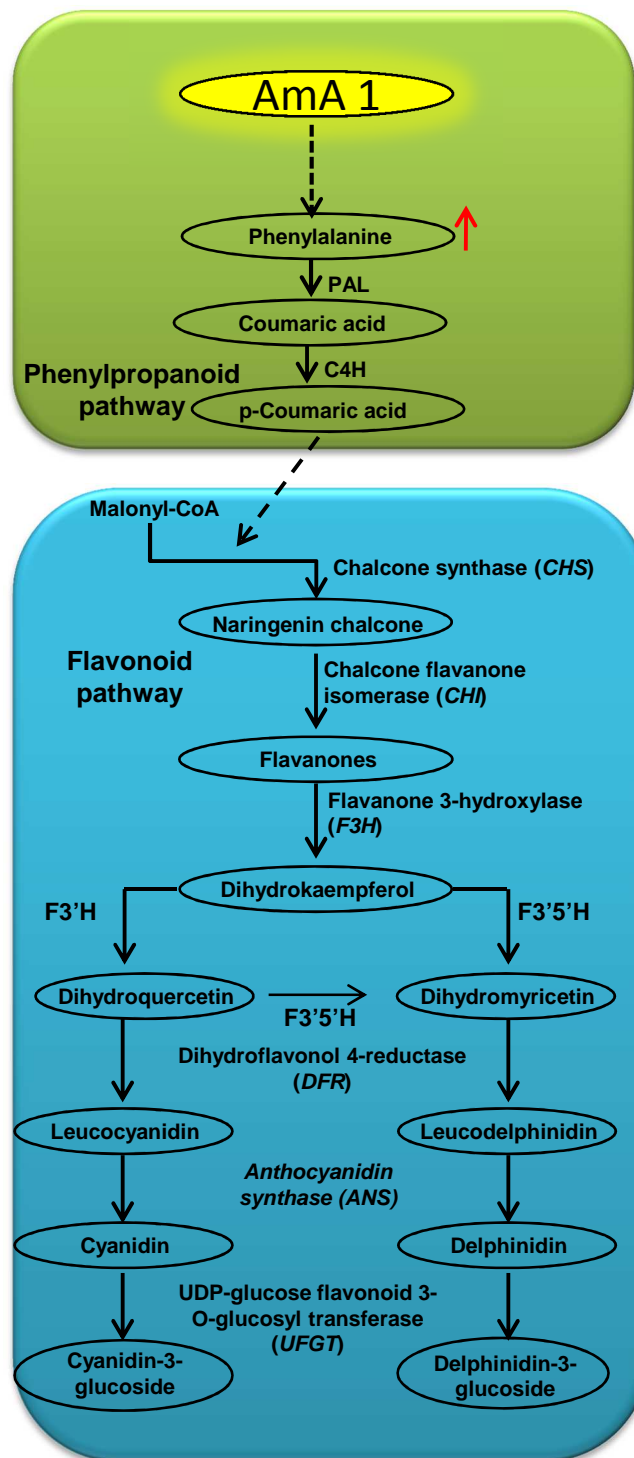 AmA 1
Phenylalanine
PAL
Coumaric acid
C4H
Phenylpropanoid
pathway
p-Coumaric acid
Malonyl-CoA
Chalcone synthase (CHS)
Naringenin chalcone
Flavonoid
pathway
Chalcone flavanone
isomerase (CHI)
Flavanones
Flavanone 3-hydroxylase
(F3H)
Dihydrokaempferol
F3’H
F3’5’H
Dihydroquercetin
Dihydromyricetin
F3’5’H
Dihydroflavonol 4-reductase
(DFR)
Leucocyanidin
Leucodelphinidin
Anthocyanidin
synthase (ANS)
Cyanidin
Delphinidin
UDP-glucose flavonoid 3-
O-glucosyl transferase
(UFGT)
Cyanidin-3-
glucoside
Delphinidin-3-
glucoside